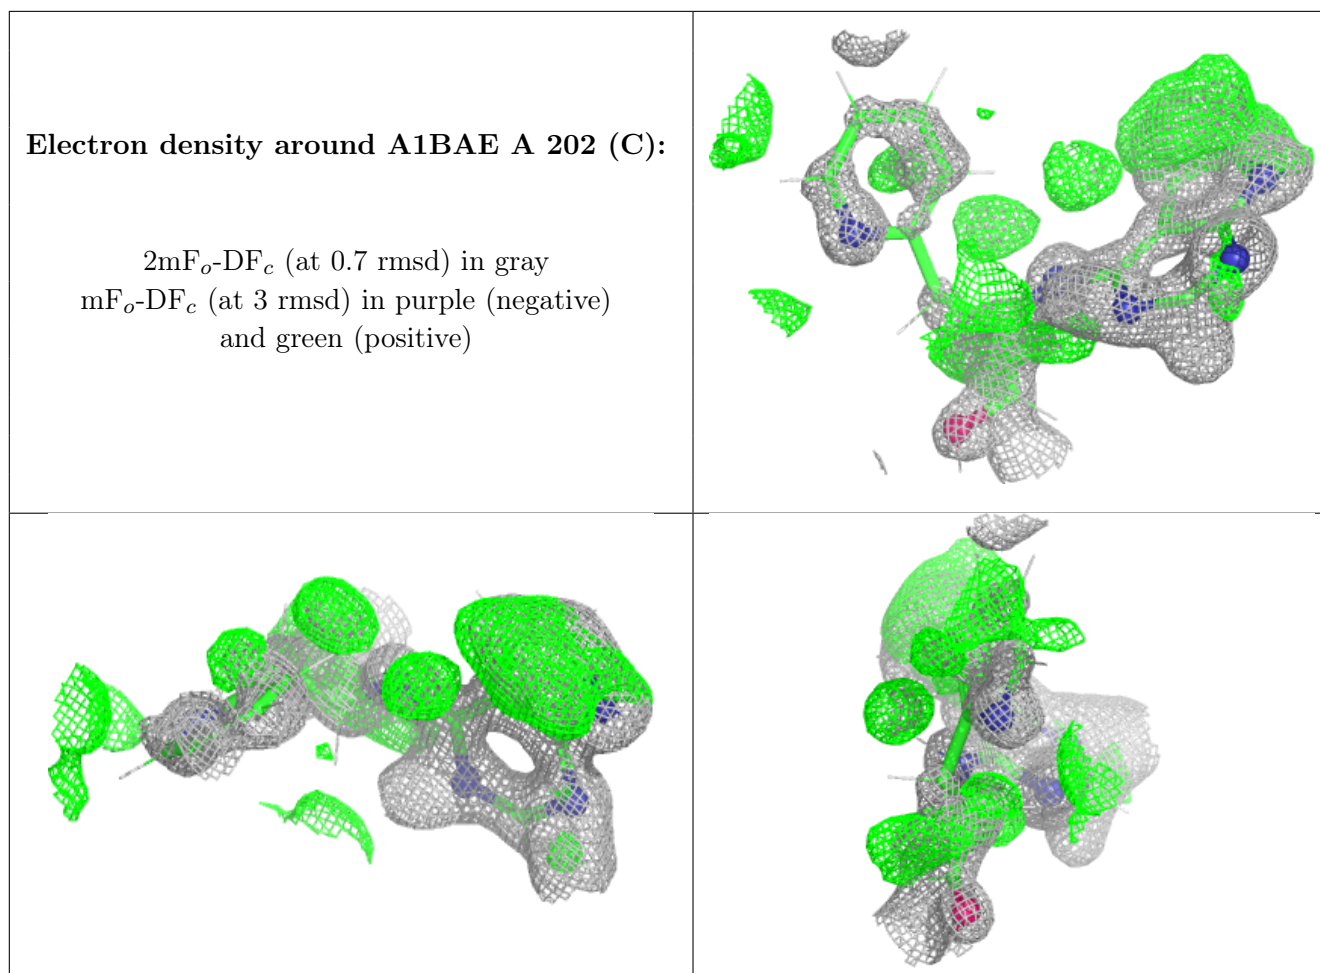 Electron density around A1BAE A 202 (C):
2mFo-DFc (at 0.7 rmsd) in gray
mFo-DFc (at 3 rmsd) in purple (negative)
and green (positive)